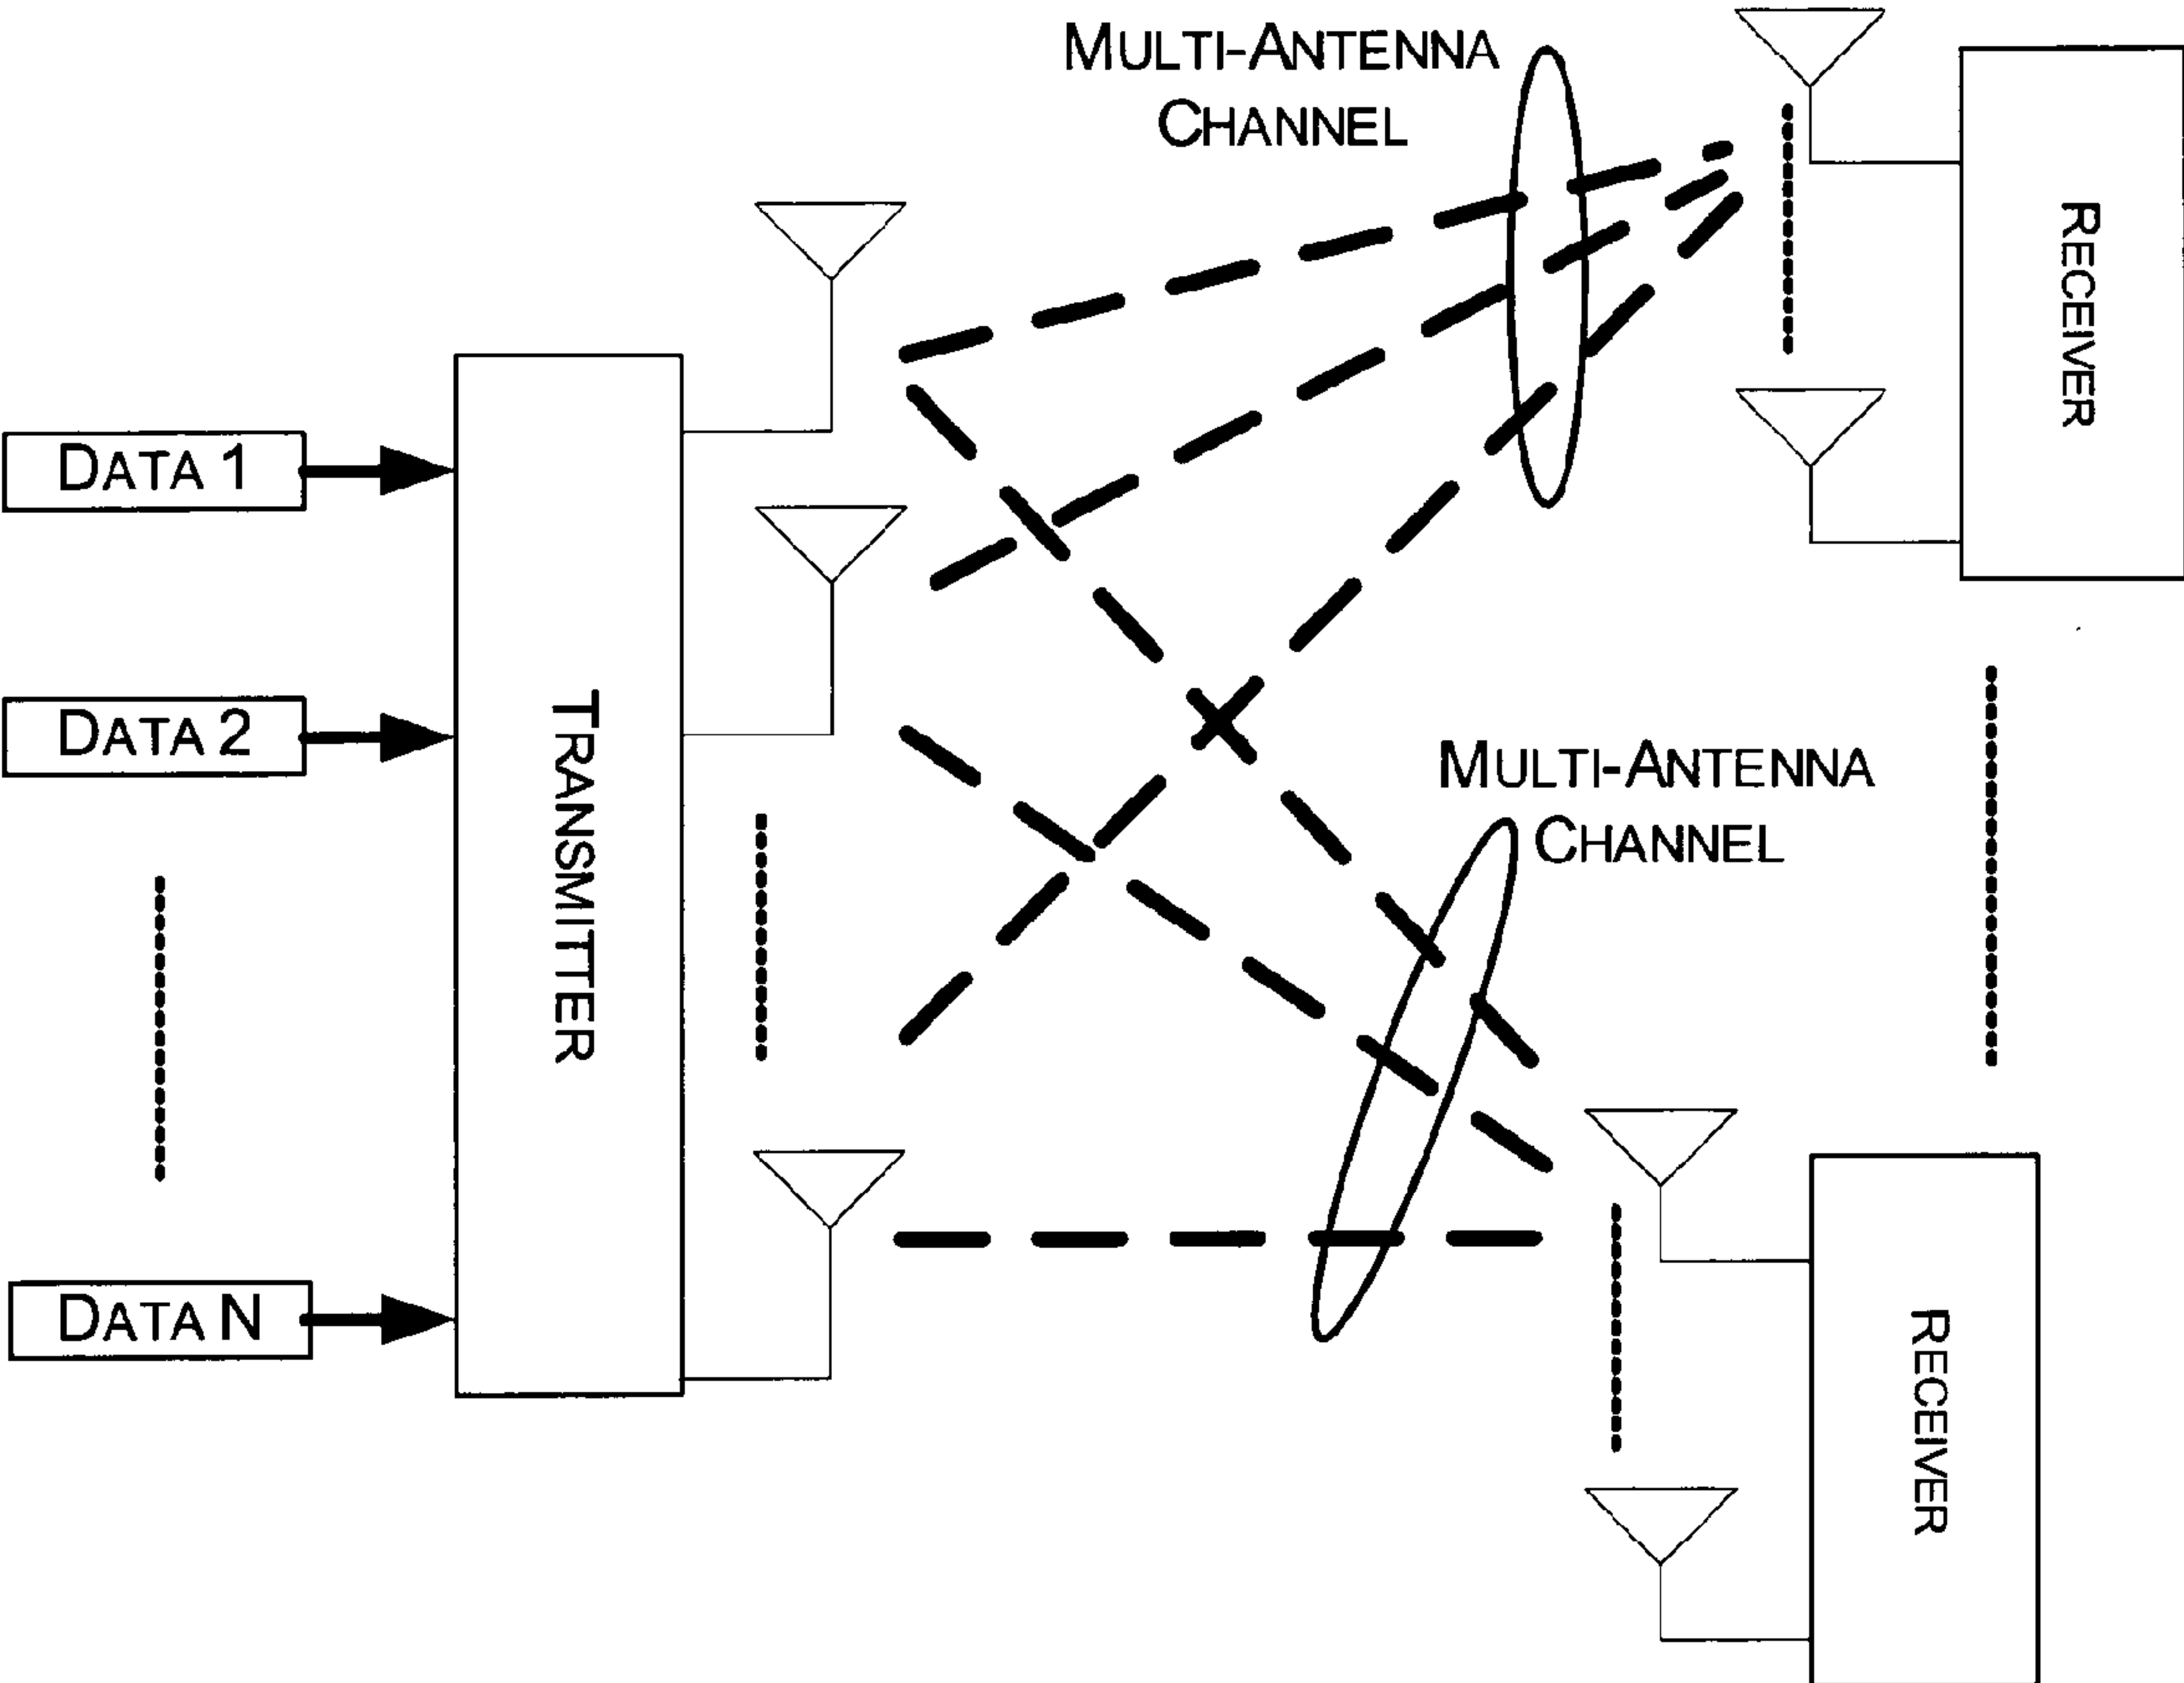 MULTI-ANTENNA
CHANNEL
RECEIVER
DATA 1
DATA 2
TRANSMITTER
MULTI-ANTENNA
CHANNEL
DATA N
RECEIVER